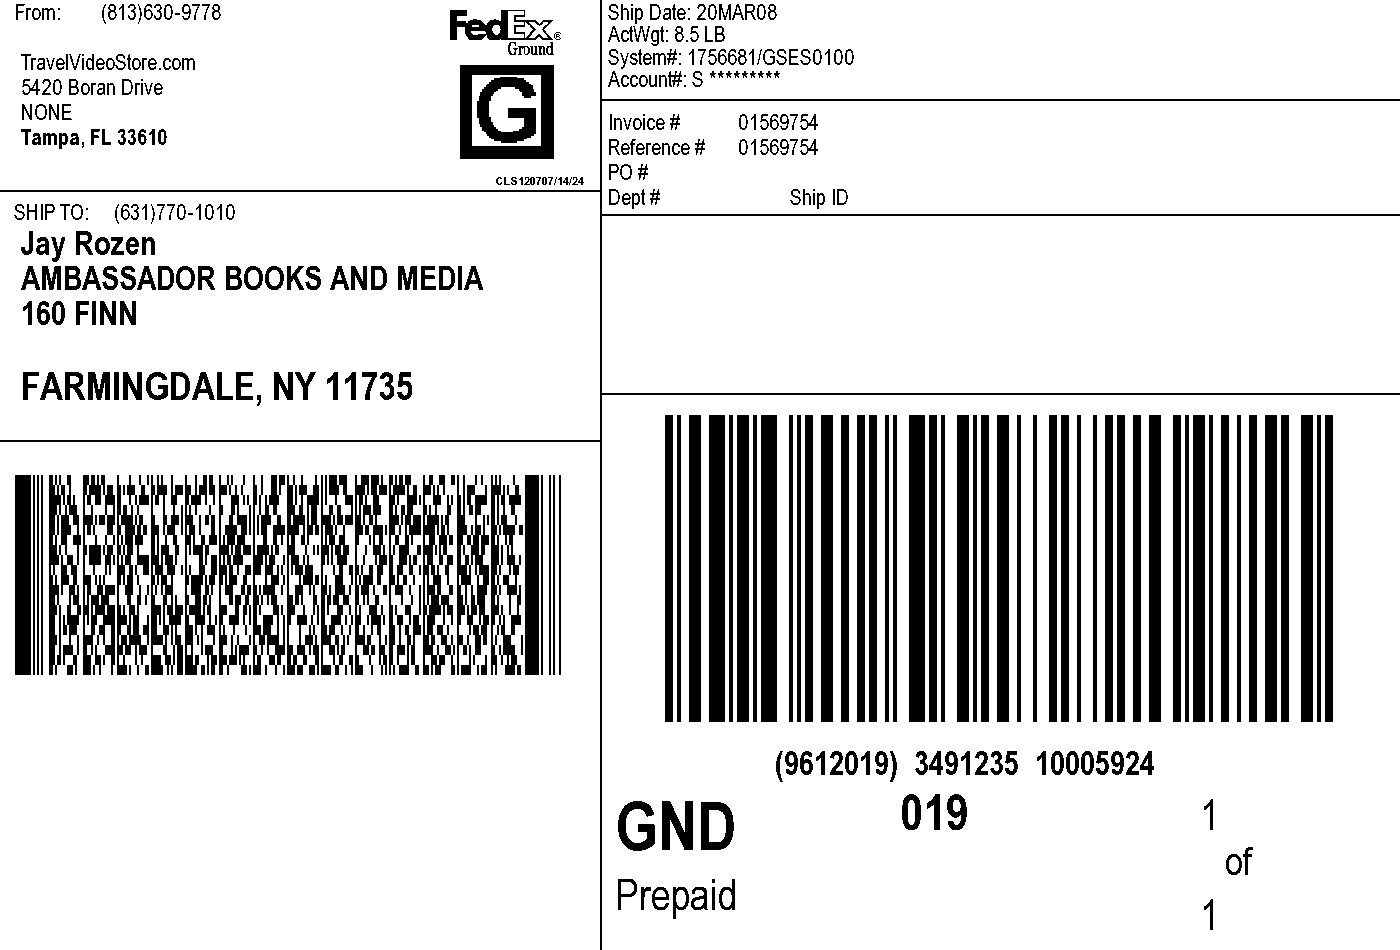 From: (813)630-9778
TravelVideoStore.com
5420 Boran Drive
NONE
Tampa, FL 33610
FedEx®
Ground
G
CLS120707/14/24
SHIP TO: (631)770-1010
Jay Rozen
AMBASSADOR BOOKS AND MEDIA
160 FINN
FARMINGDALE, NY 11735
Ship Date: 20MAR08
ActWgt: 8.5 LB
System#: 1756681/GSES0100
Account#: S *********
Invoice # 01569754
Reference # 01569754
PO #
Dept # Ship ID
(9612019) 3491235 10005924
GND 019 1
of
Prepaid 1